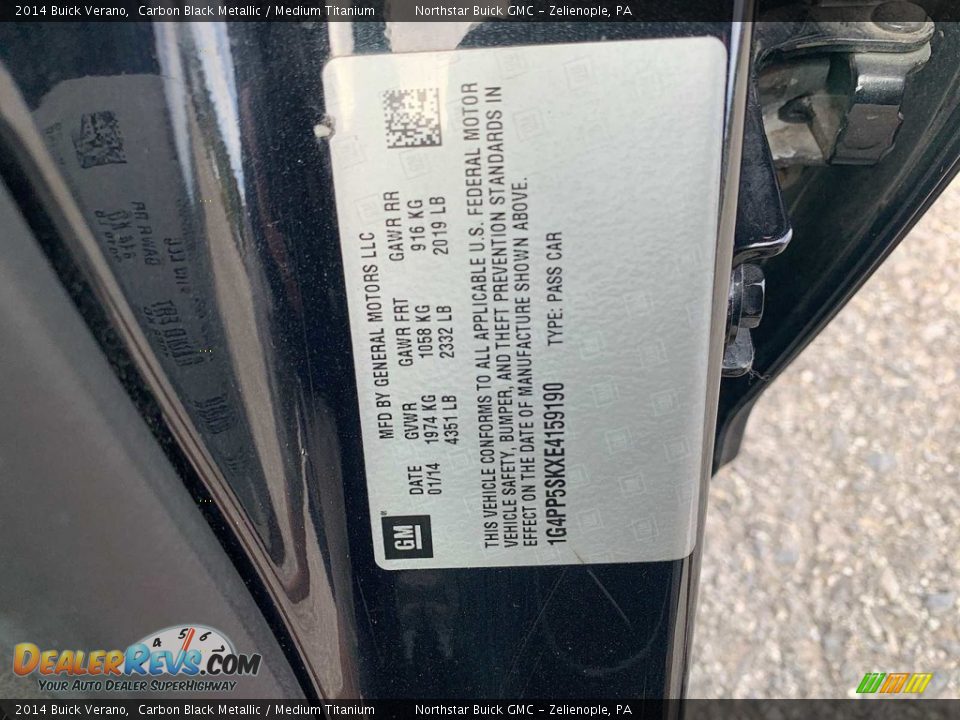 2014 Buick Verano, Carbon Black Metallic / Medium Titanium Northstar Buick GMC - Zelienople, PA
GM
MFD BY GENERAL MOTORS LLC
DATE GVWR GAWR FRT GAWR RR
01/14 1974 KG 1058 KG 916 KG
4351 LB 2332 LB 2019 LB
THIS VEHICLE CONFORMS TO ALL APPLICABLE U.S. FEDERAL MOTOR
VEHICLE SAFETY, BUMPER, AND THEFT PREVENTION STANDARDS IN
EFFECT ON THE DATE OF MANUFACTURE SHOWN ABOVE.
1G4PP5SKXE4159190 TYPE: PASS CAR
4 5 6
DEALERREVS.COM
YOUR AUTO DEALER SUPERHIGHWAY
2014 Buick Verano, Carbon Black Metallic / Medium Titanium Northstar Buick GMC - Zelienople, PA